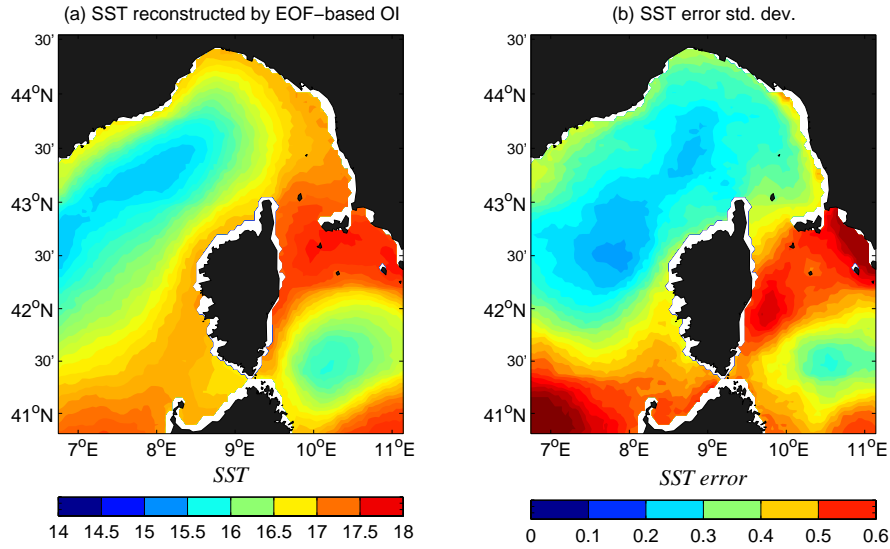 (a) SST reconstructed by EOF−based OI
(b) SST error std. dev.
30'
44°N
30'
43°N
30'
42°N
30'
41°N
7°E 8°E 9°E 10°E 11°E
SST
14 14.5 15 15.5 16 16.5 17 17.5 18
30'
44°N
30'
43°N
30'
42°N
30'
41°N
7°E 8°E 9°E 10°E 11°E
SST error
0 0.1 0.2 0.3 0.4 0.5 0.6